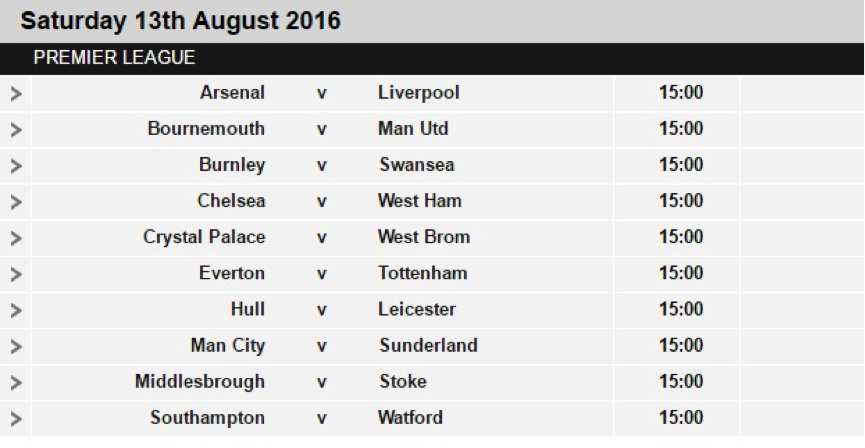 Saturday 13th August 2016
PREMIER LEAGUE
> Arsenal v Liverpool 15:00
> Bournemouth v Man Utd 15:00
> Burnley v Swansea 15:00
> Chelsea v West Ham 15:00
> Crystal Palace v West Brom 15:00
> Everton v Tottenham 15:00
> Hull v Leicester 15:00
> Man City v Sunderland 15:00
> Middlesbrough v Stoke 15:00
> Southampton v Watford 15:00